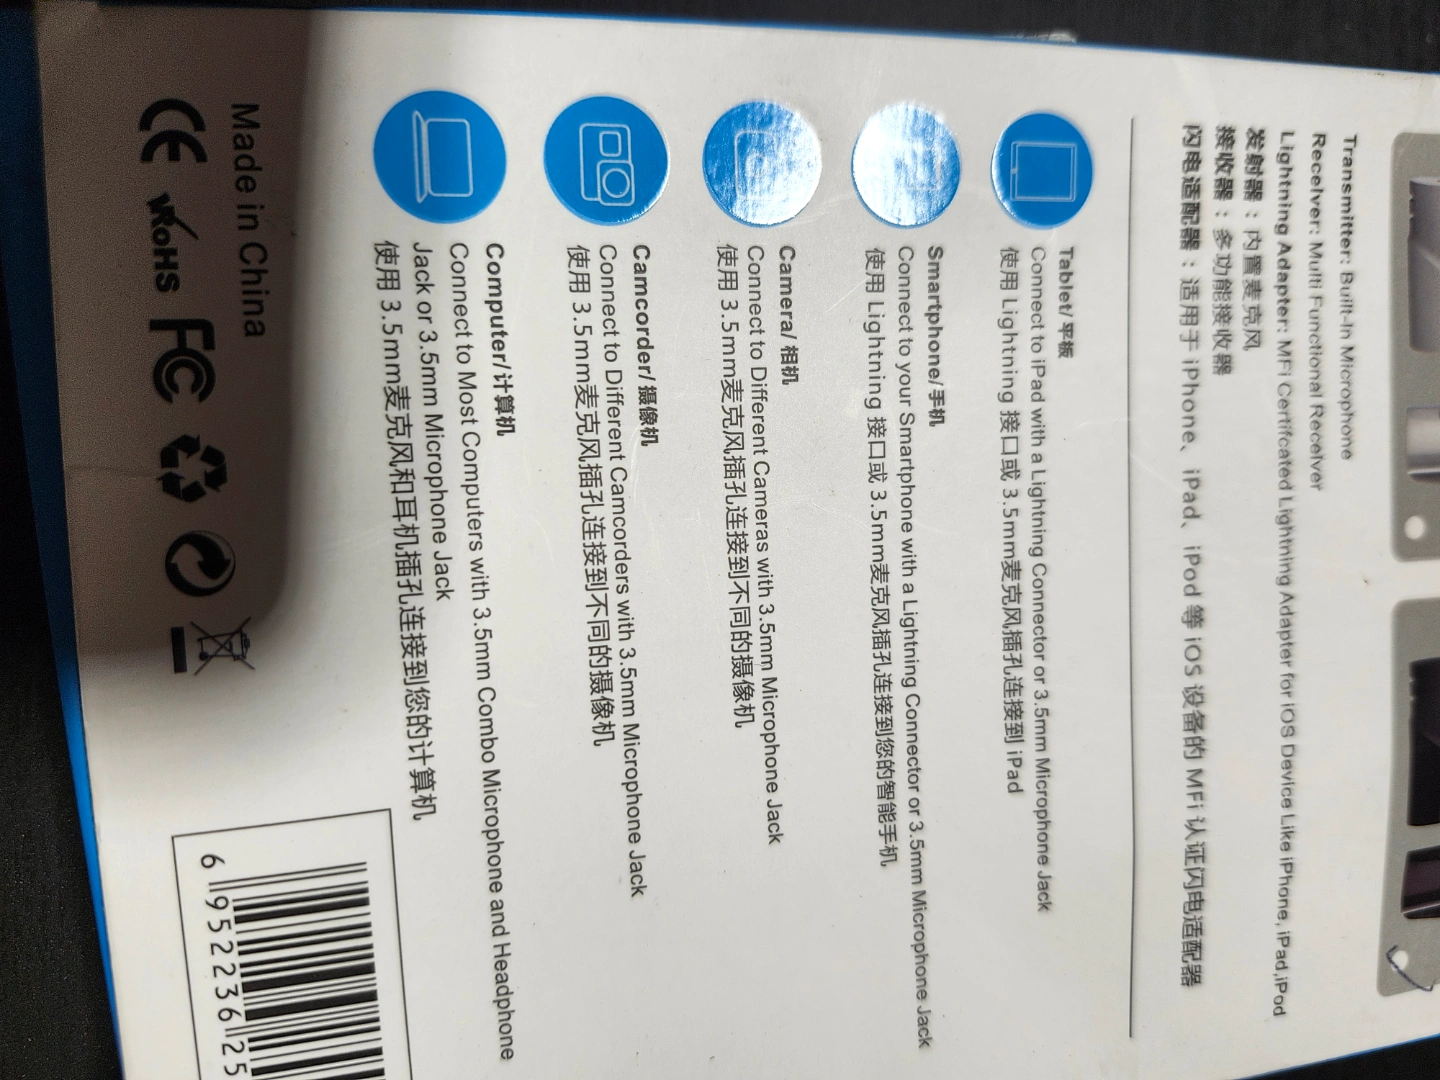 Transmitter: Built-in Microphone
Receiver: Multi Functional Receiver
Lightning Adapter: MFi Certifcated Lightning Adapter for iOS Device Like iPhone, iPad,iPod
发射器：内置麦克风
接收器：多功能接收器
闪电适配器：适用于 iPhone、iPad、iPod 等 iOS 设备的 MFi 认证闪电适配器
Tablet/平板
Connect to iPad with a Lightning Connector or 3.5mm Microphone Jack
使用 Lightning 接口或 3.5mm麦克风插孔连接到 iPad
Smartphone/手机
Connect to your Smartphone with a Lightning Connector or 3.5mm Microphone Jack
使用 Lightning 接口或 3.5mm麦克风插孔连接到您的智能手机
Camera/相机
Connect to Different Cameras with 3.5mm Microphone Jack
使用 3.5mm麦克风插孔连接到不同的摄像机
Camcorder/摄像机
Connect to Different Camcorders with 3.5mm Microphone Jack
使用 3.5mm麦克风插孔连接到不同的摄像机
Computer/计算机
Connect to Most Computers with 3.5mm Combo Microphone and Headphone
Jack or 3.5mm Microphone Jack
使用 3.5mm麦克风和耳机插孔连接到您的计算机
Made in China
CE RoHS FC
6 952236 25